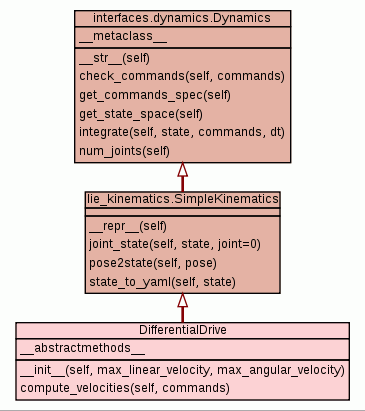 interfaces.dynamics.Dynamics
__metaclass__
__str__(self)
check_commands(self, commands)
get_commands_spec(self)
get_state_space(self)
integrate(self, state, commands, dt)
num_joints(self)
lie_kinematics.SimpleKinematics
__repr__(self)
joint_state(self, state, joint=0)
pose2state(self, pose)
state_to_yaml(self, state)
DifferentialDrive
__abstractmethods__
__init__(self, max_linear_velocity, max_angular_velocity)
compute_velocities(self, commands)